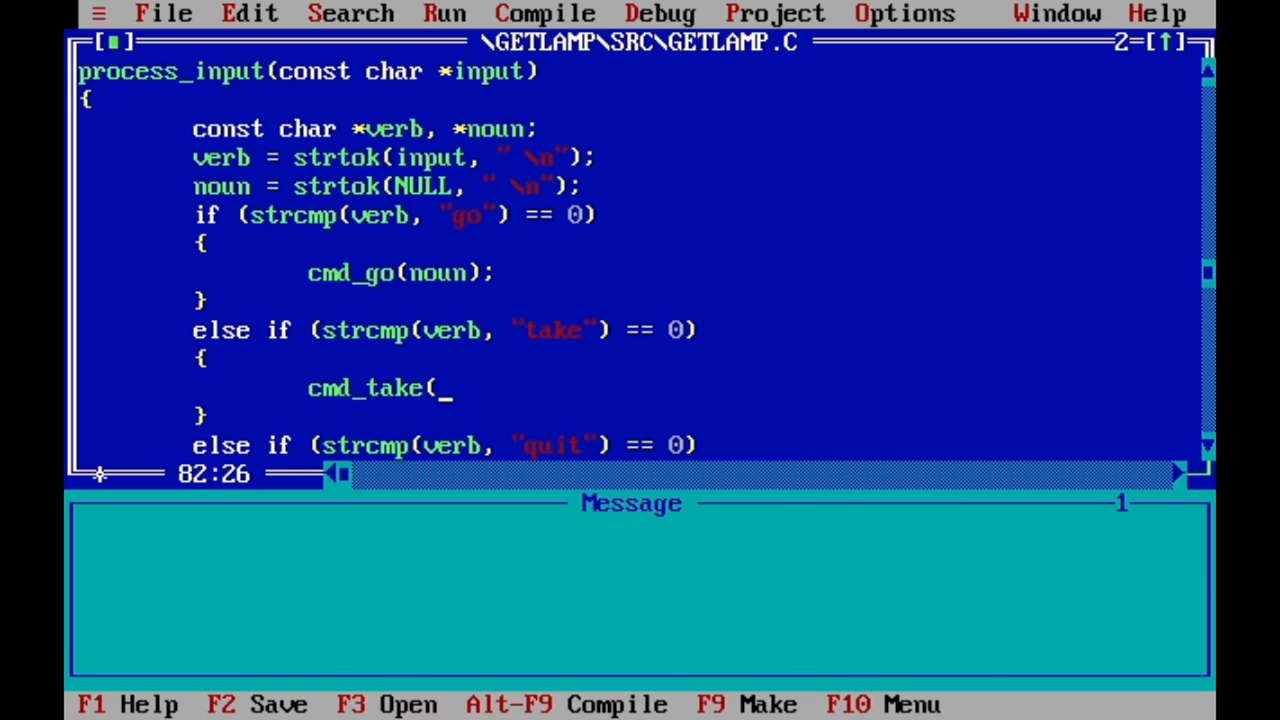 ≡ File Edit Search Run Compile Debug Project Options Window Help
[■] \GETLAMP\SRC\GETLAMP.C 2=[↑]
process_input(const char *input)
{
const char *verb, *noun;
verb = strtok(input, " \n");
noun = strtok(NULL, " \n");
if (strcmp(verb, "go") == 0)
{
cmd_go(noun);
}
else if (strcmp(verb, "take") == 0)
{
cmd_take(_
}
else if (strcmp(verb, "quit") == 0)
82:26
Message 1
F1 Help F2 Save F3 Open Alt-F9 Compile F9 Make F10 Menu